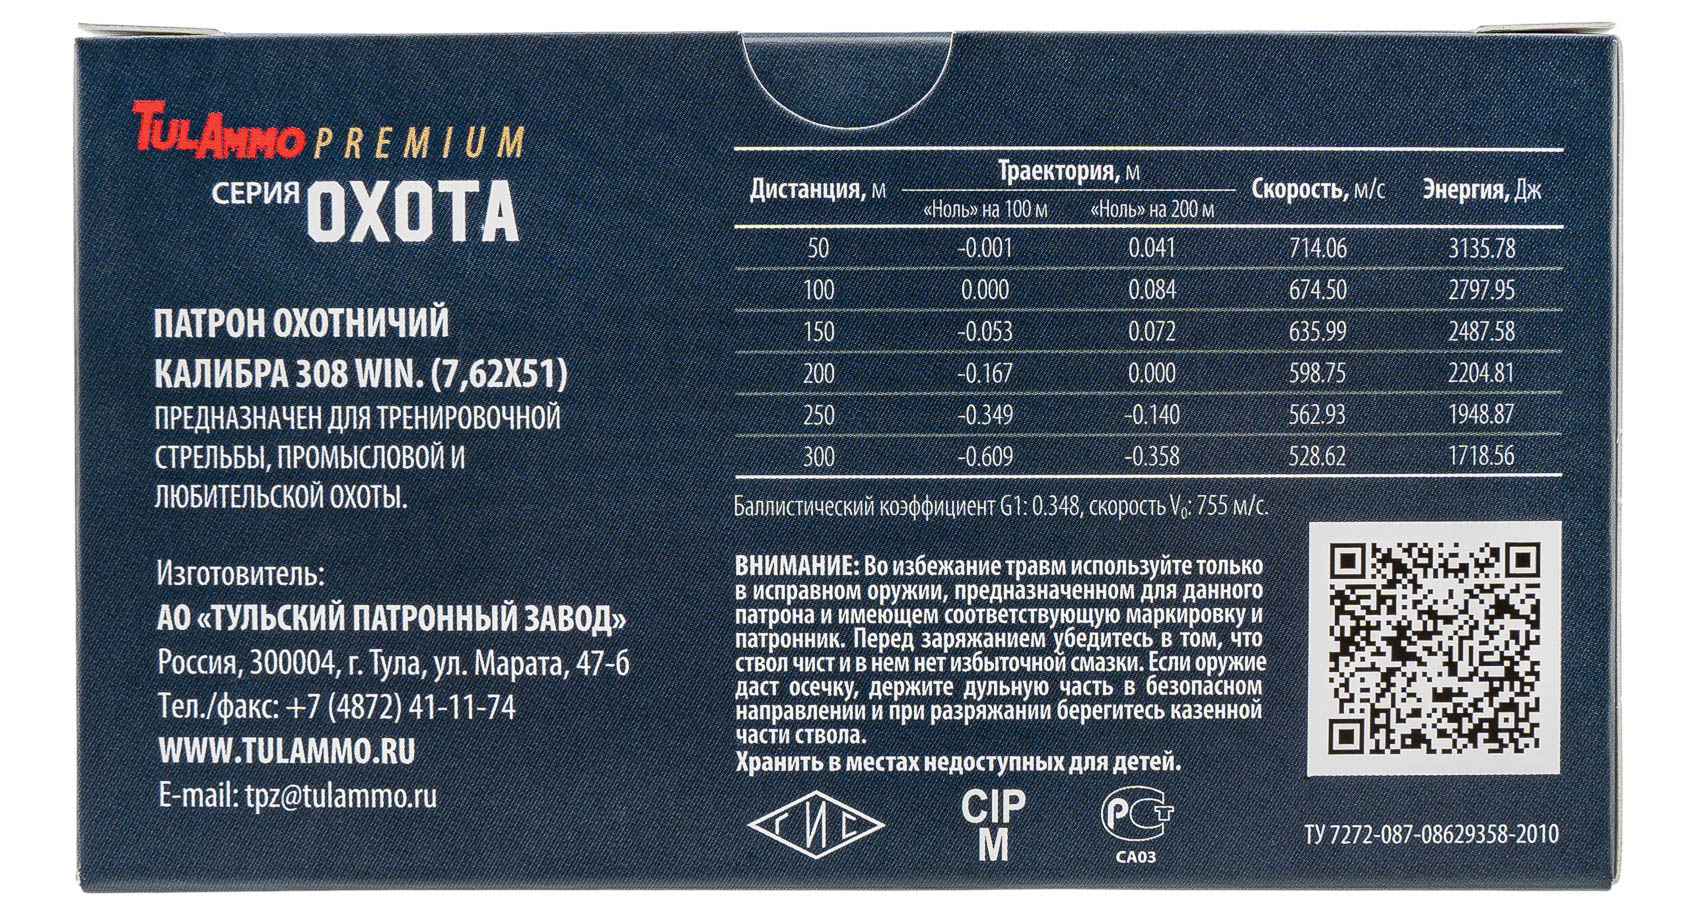 TULAMMO PREMIUM
СЕРИЯ ОХОТА
ПАТРОН ОХОТНИЧИЙ
КАЛИБРА 308 WIN. (7,62X51)
ПРЕДНАЗНАЧЕН ДЛЯ ТРЕНИРОВОЧНОЙ
СТРЕЛЬБЫ, ПРОМЫСЛОВОЙ И
ЛЮБИТЕЛЬСКОЙ ОХОТЫ.
Изготовитель:
АО «ТУЛЬСКИЙ ПАТРОННЫЙ ЗАВОД»
Россия, 300004, г. Тула, ул. Марата, 47-б
Тел./факс: +7 (4872) 41-11-74
WWW.TULAMMO.RU
E-mail: tpz@tulammo.ru
Дистанция, м Траектория, м Скорость, м/с Энергия, Дж
«Ноль» на 100 м «Ноль» на 200 м
50 -0.001 0.041 714.06 3135.78
100 0.000 0.084 674.50 2797.95
150 -0.053 0.072 635.99 2487.58
200 -0.167 0.000 598.75 2204.81
250 -0.349 -0.140 562.93 1948.87
300 -0.609 -0.358 528.62 1718.56
Баллистический коэффициент G1: 0.348, скорость V₀: 755 м/с.
ВНИМАНИЕ: Во избежание травм используйте только
в исправном оружии, предназначенном для данного
патрона и имеющем соответствующую маркировку и
патронник. Перед заряжанием убедитесь в том, что
ствол чист и в нем нет избыточной смазки. Если оружие
даст осечку, держите дульную часть в безопасном
направлении и при разряжании берегитесь казенной
части ствола.
Хранить в местах недоступных для детей.
ГИС
CIP
M
РСТ
СА03
ТУ 7272-087-08629358-2010